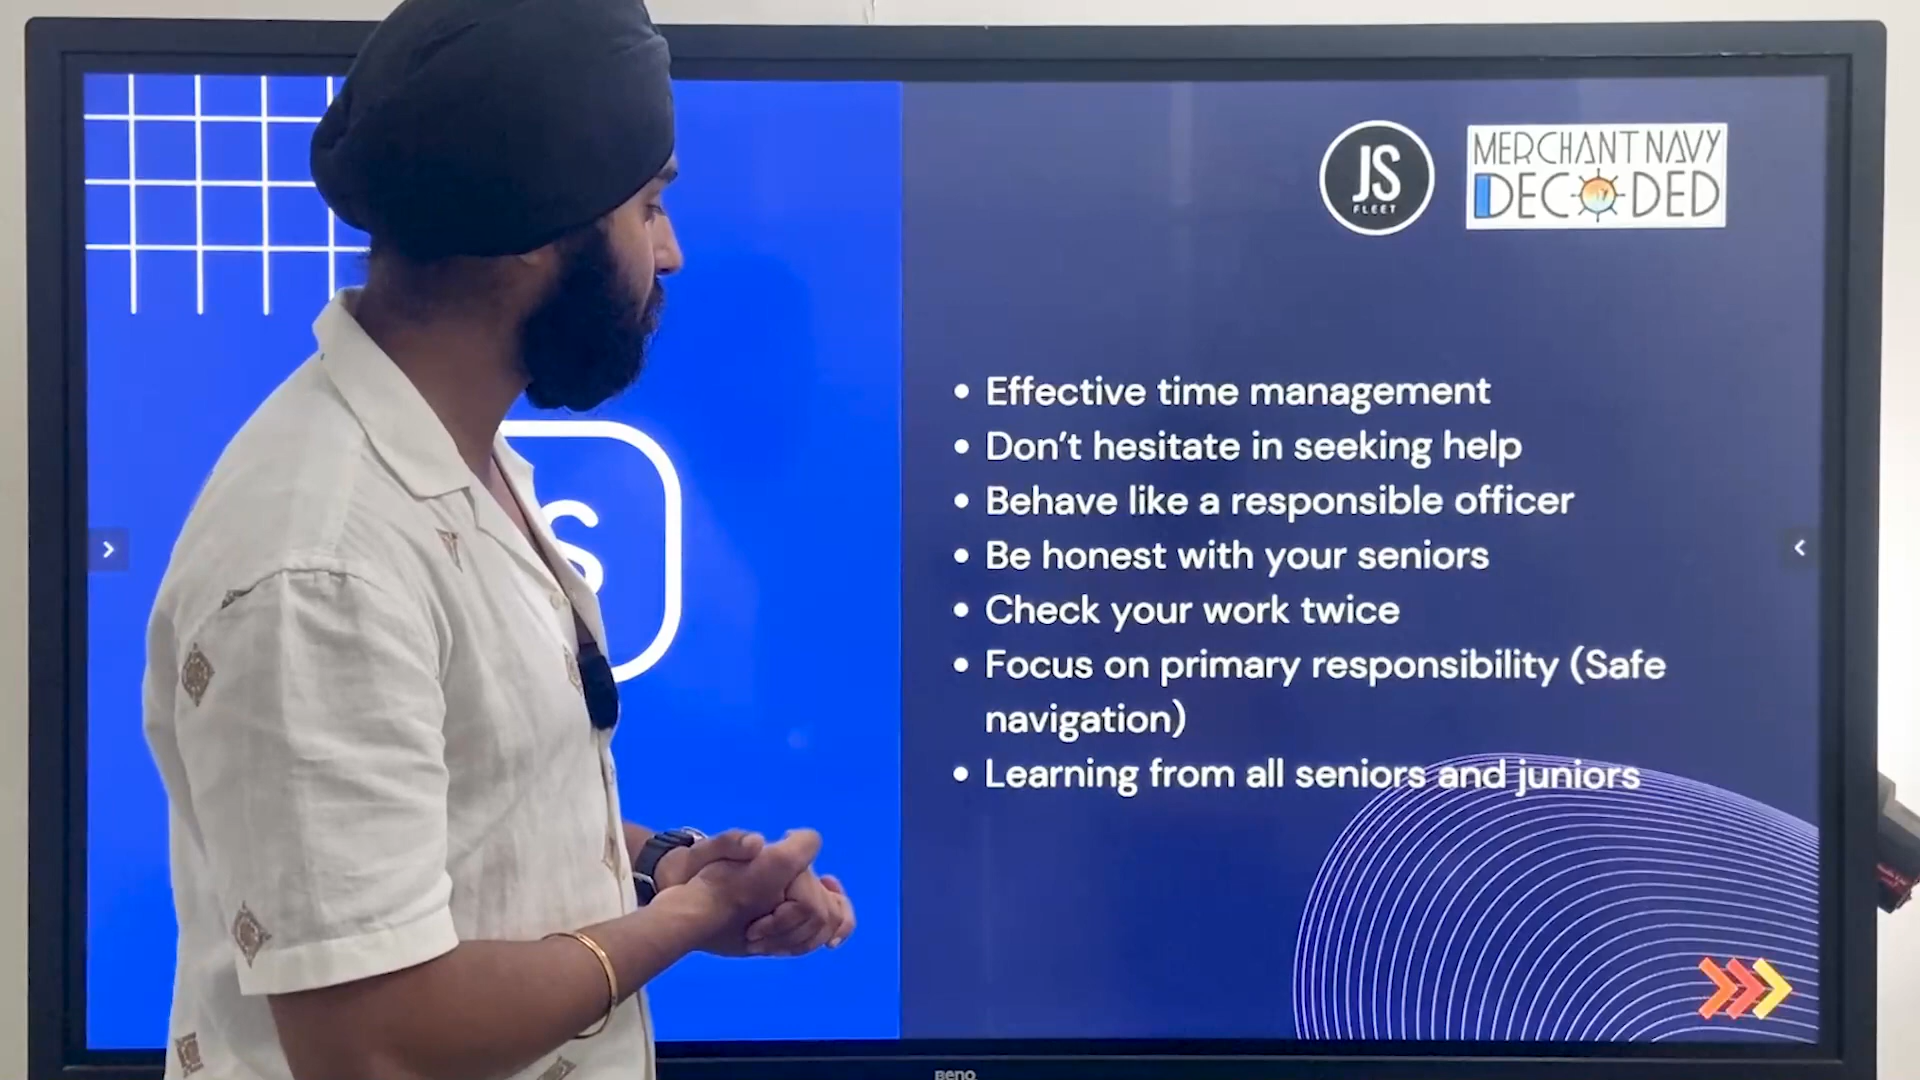 JS
FLEET
MERCHANT NAVY
DECODED
• Effective time management
• Don't hesitate in seeking help
• Behave like a responsible officer
• Be honest with your seniors
• Check your work twice
• Focus on primary responsibility (Safe
navigation)
• Learning from all seniors and juniors
S
BenQ